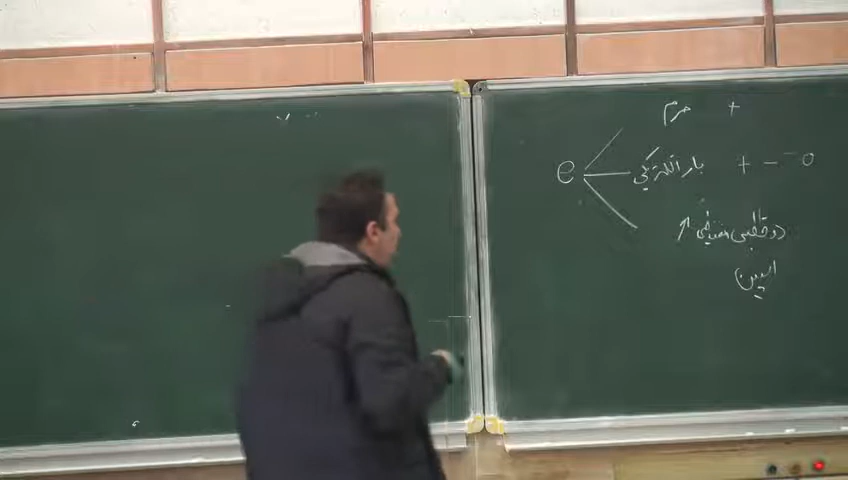 جرم +
e بار الکتریکی + - 0
دوقطبی مغناطیسی ↑
اسپین